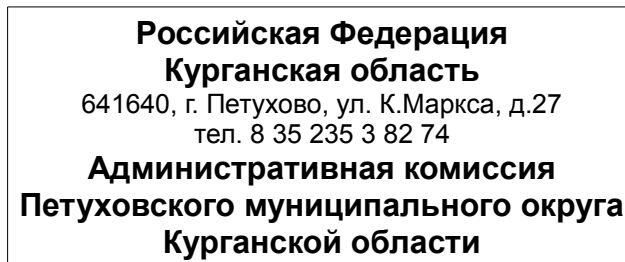 Российская Федерация
Курганская область
641640, г. Петухово, ул. К.Маркса, д.27
тел. 8 35 235 3 82 74
Административная комиссия
Петуховского муниципального округа
Курганской области